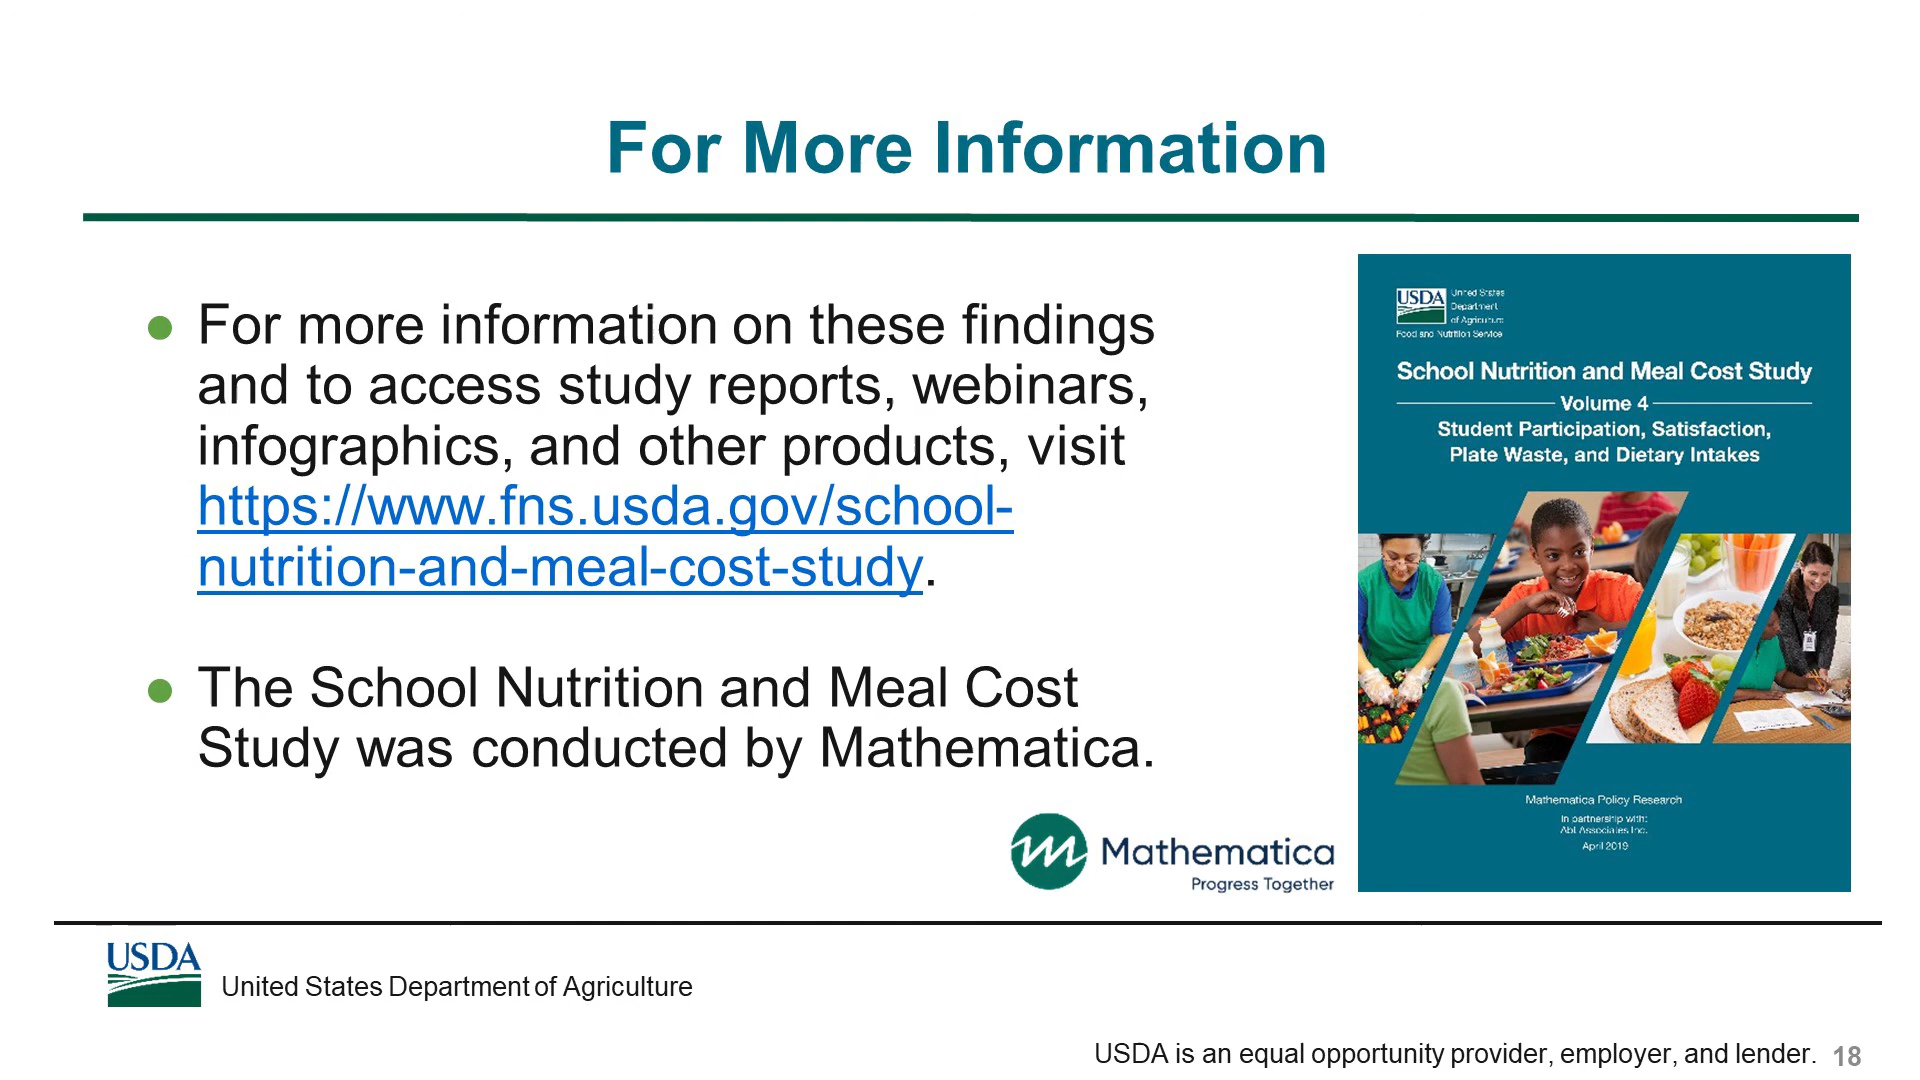 For More Information
For more information on these findings
and to access study reports, webinars,
infographics, and other products, visit
https://www.fns.usda.gov/school-
nutrition-and-meal-cost-study.
The School Nutrition and Meal Cost
Study was conducted by Mathematica.
Mathematica
Progress Together
USDA
United States
Department
of Agriculture
Food and Nutrition Service
School Nutrition and Meal Cost Study
Volume 4
Student Participation, Satisfaction,
Plate Waste, and Dietary Intakes
Mathematica Policy Research
In partnership with:
Abt Associates Inc.
April 2019
USDA
United States Department of Agriculture
USDA is an equal opportunity provider, employer, and lender. 18